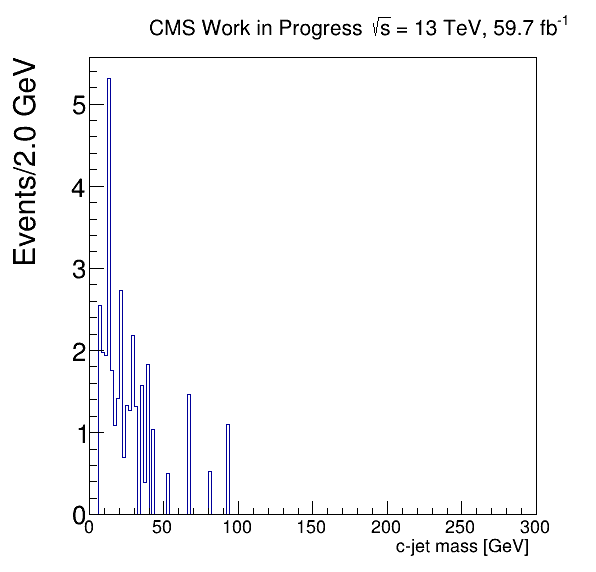 CMS Work in Progress √s = 13 TeV, 59.7 fb⁻¹
Events/2.0 GeV
5
4
3
2
1
0
0 50 100 150 200 250 300
c-jet mass [GeV]